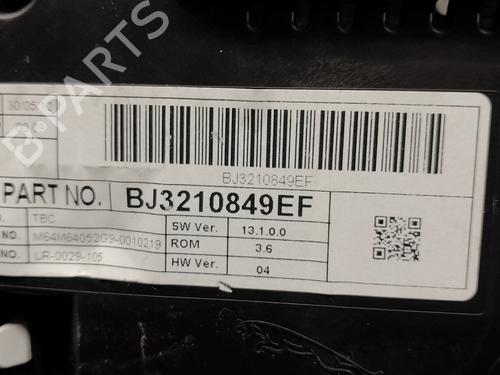 30/05/
BJ3210849EF
PART NO. BJ3210849EF
O. TBC SW Ver. 13.1.0.0
NO. M64M64052G9-0010219 ROM 3.6
NO. LR-0029-105 HW Ver. 04
B-PARTS